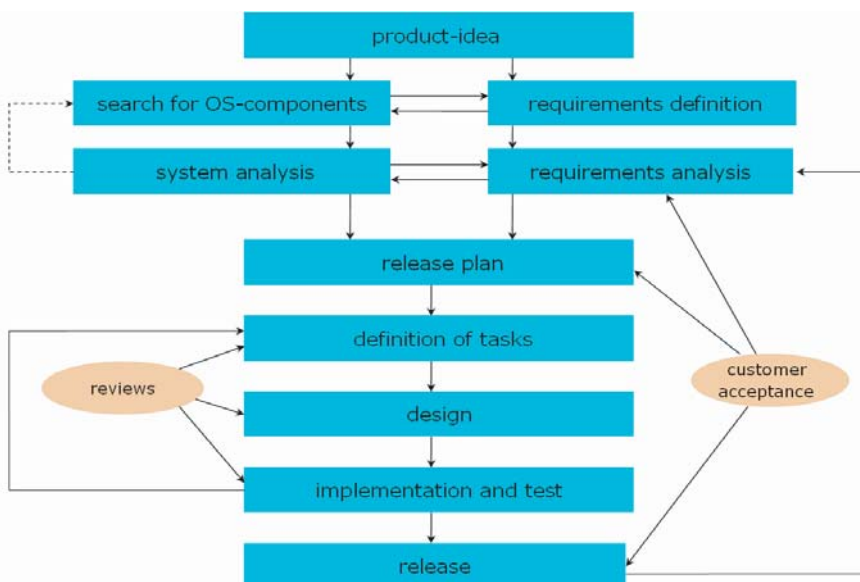 product-idea
search for OS-components
requirements definition
system analysis
requirements analysis
release plan
definition of tasks
reviews
customer
acceptance
design
implementation and test
release